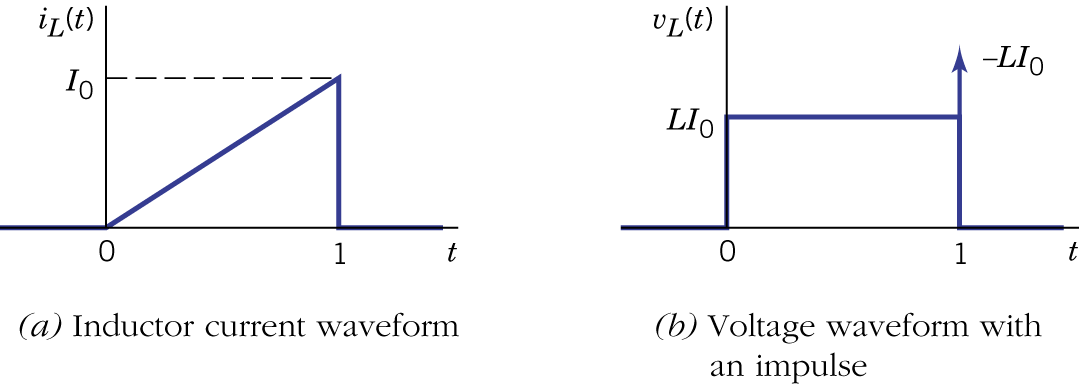 i_L(t)
I_0
0
1
t
(a) Inductor current waveform
v_L(t)
–LI_0
LI_0
0
1
t
(b) Voltage waveform with
an impulse